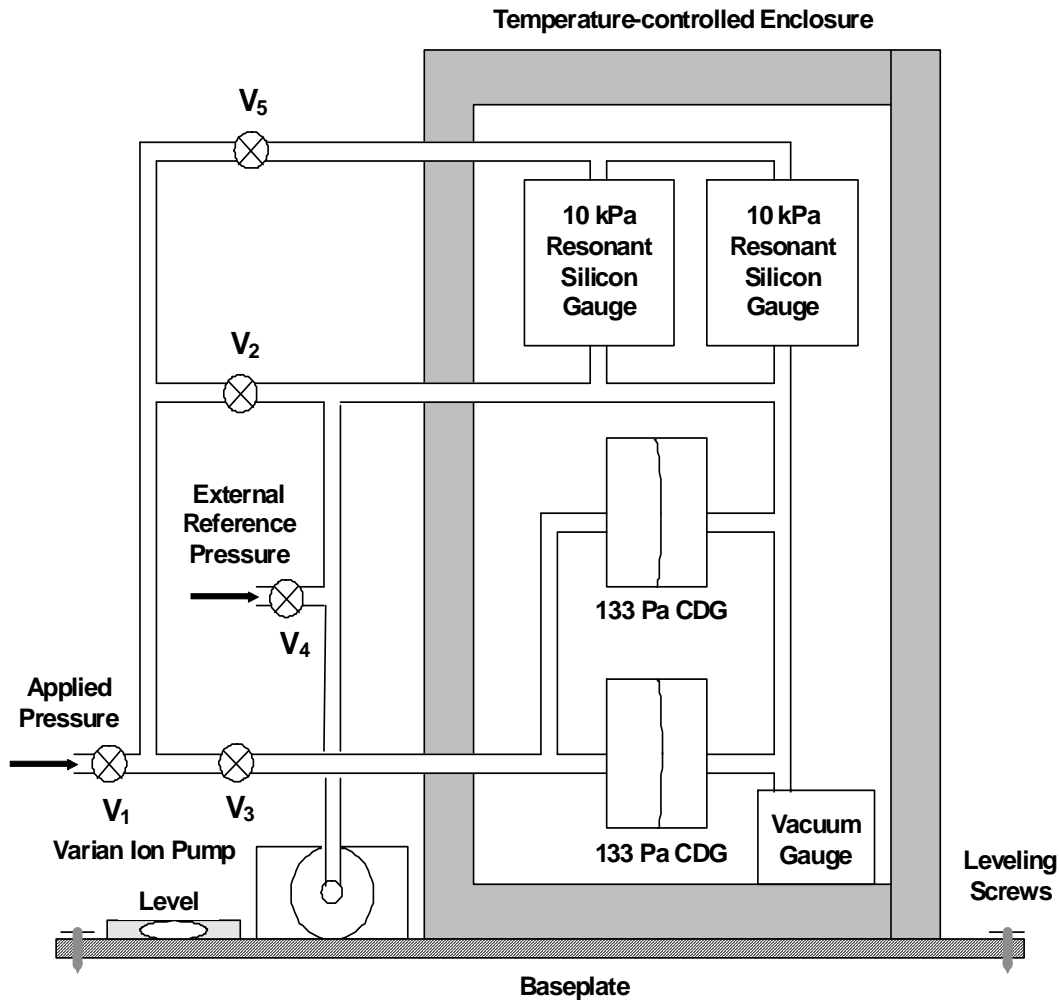 Temperature-controlled Enclosure
V5
10 kPa
Resonant
Silicon
Gauge
10 kPa
Resonant
Silicon
Gauge
V2
External
Reference
Pressure
133 Pa CDG
V4
Applied
Pressure
V1
V3
Varian Ion Pump
133 Pa CDG
Vacuum
Gauge
Leveling
Screws
Level
Baseplate